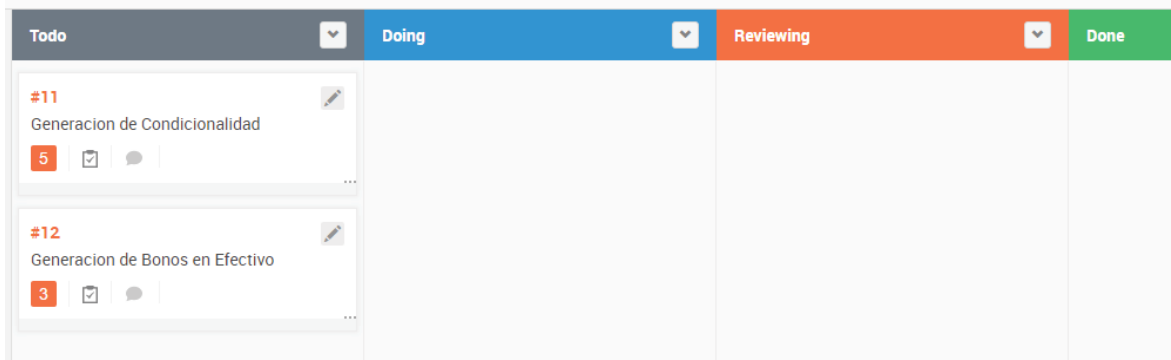 Todo
Doing
Reviewing
Done
#11
Generacion de Condicionalidad
5
#12
Generacion de Bonos en Efectivo
3